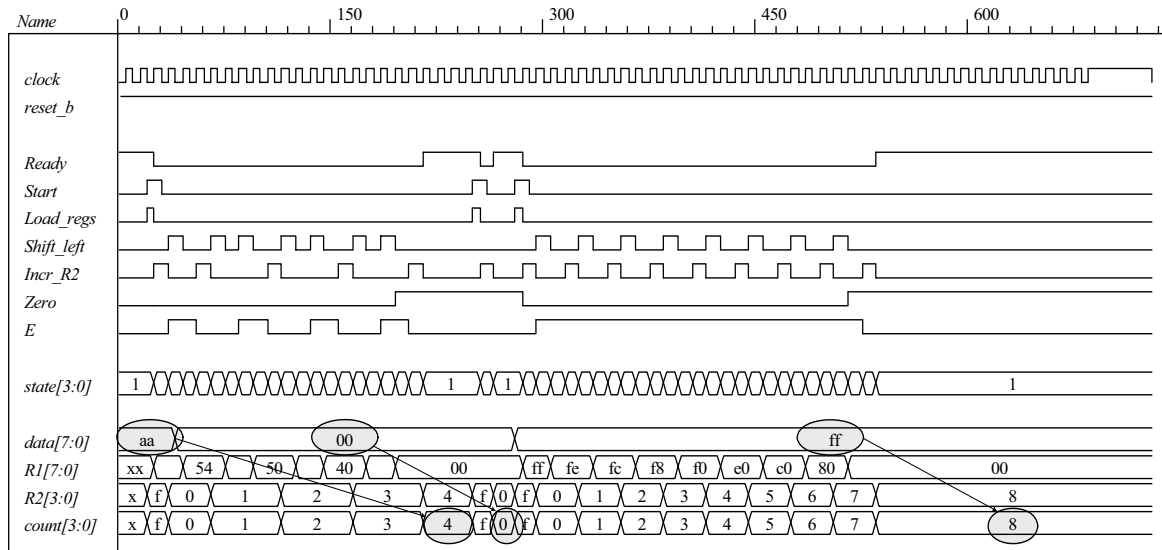 Name 0 150 300 450 600
clock
reset_b
Ready
Start
Load_regs
Shift_left
Incr_R2
Zero
E
state[3:0] 1 1 1 1
data[7:0] aa 00 ff
R1[7:0] xx 54 50 40 00 ff fe fc f8 f0 e0 c0 80 00
R2[3:0] x f 0 1 2 3 4 f 0 f 0 1 2 3 4 5 6 7 8
count[3:0] x f 0 1 2 3 4 f 0 f 0 1 2 3 4 5 6 7 8